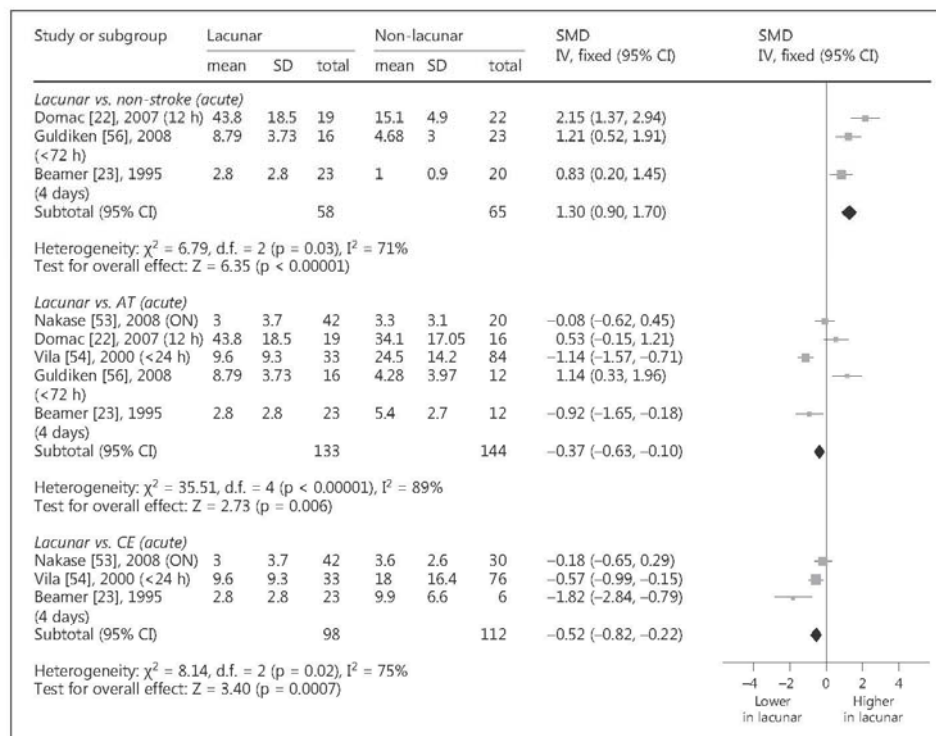 Study or subgroup Lacunar Non-lacunar SMD SMD
mean SD total mean SD total IV, fixed (95% CI) IV, fixed (95% CI)
Lacunar vs. non-stroke (acute)
Domac [22], 2007 (12 h) 43.8 18.5 19 15.1 4.9 22 2.15 (1.37, 2.94)
Guldiken [56], 2008 8.79 3.73 16 4.68 3 23 1.21 (0.52, 1.91)
(<72 h)
Beamer [23], 1995 2.8 2.8 23 1 0.9 20 0.83 (0.20, 1.45)
(4 days)
Subtotal (95% CI) 58 65 1.30 (0.90, 1.70)
Heterogeneity: χ² = 6.79, d.f. = 2 (p = 0.03), I² = 71%
Test for overall effect: Z = 6.35 (p < 0.00001)
Lacunar vs. AT (acute)
Nakase [53], 2008 (ON) 3 3.7 42 3.3 3.1 20 −0.08 (−0.62, 0.45)
Domac [22], 2007 (12 h) 43.8 18.5 19 34.1 17.05 16 0.53 (−0.15, 1.21)
Vila [54], 2000 (<24 h) 9.6 9.3 33 24.5 14.2 84 −1.14 (−1.57, −0.71)
Guldiken [56], 2008 8.79 3.73 16 4.28 3.97 12 1.14 (0.33, 1.96)
(<72 h)
Beamer [23], 1995 2.8 2.8 23 5.4 2.7 12 −0.92 (−1.65, −0.18)
(4 days)
Subtotal (95% CI) 133 144 −0.37 (−0.63, −0.10)
Heterogeneity: χ² = 35.51, d.f. = 4 (p < 0.00001), I² = 89%
Test for overall effect: Z = 2.73 (p = 0.006)
Lacunar vs. CE (acute)
Nakase [53], 2008 (ON) 3 3.7 42 3.6 2.6 30 −0.18 (−0.65, 0.29)
Vila [54], 2000 (<24 h) 9.6 9.3 33 18 16.4 76 −0.57 (−0.99, −0.15)
Beamer [23], 1995 2.8 2.8 23 9.9 6.6 6 −1.82 (−2.84, −0.79)
(4 days)
Subtotal (95% CI) 98 112 −0.52 (−0.82, −0.22)
Heterogeneity: χ² = 8.14, d.f. = 2 (p = 0.02), I² = 75%
Test for overall effect: Z = 3.40 (p = 0.0007)
−4 −2 0 2 4
Lower Higher
in lacunar in lacunar